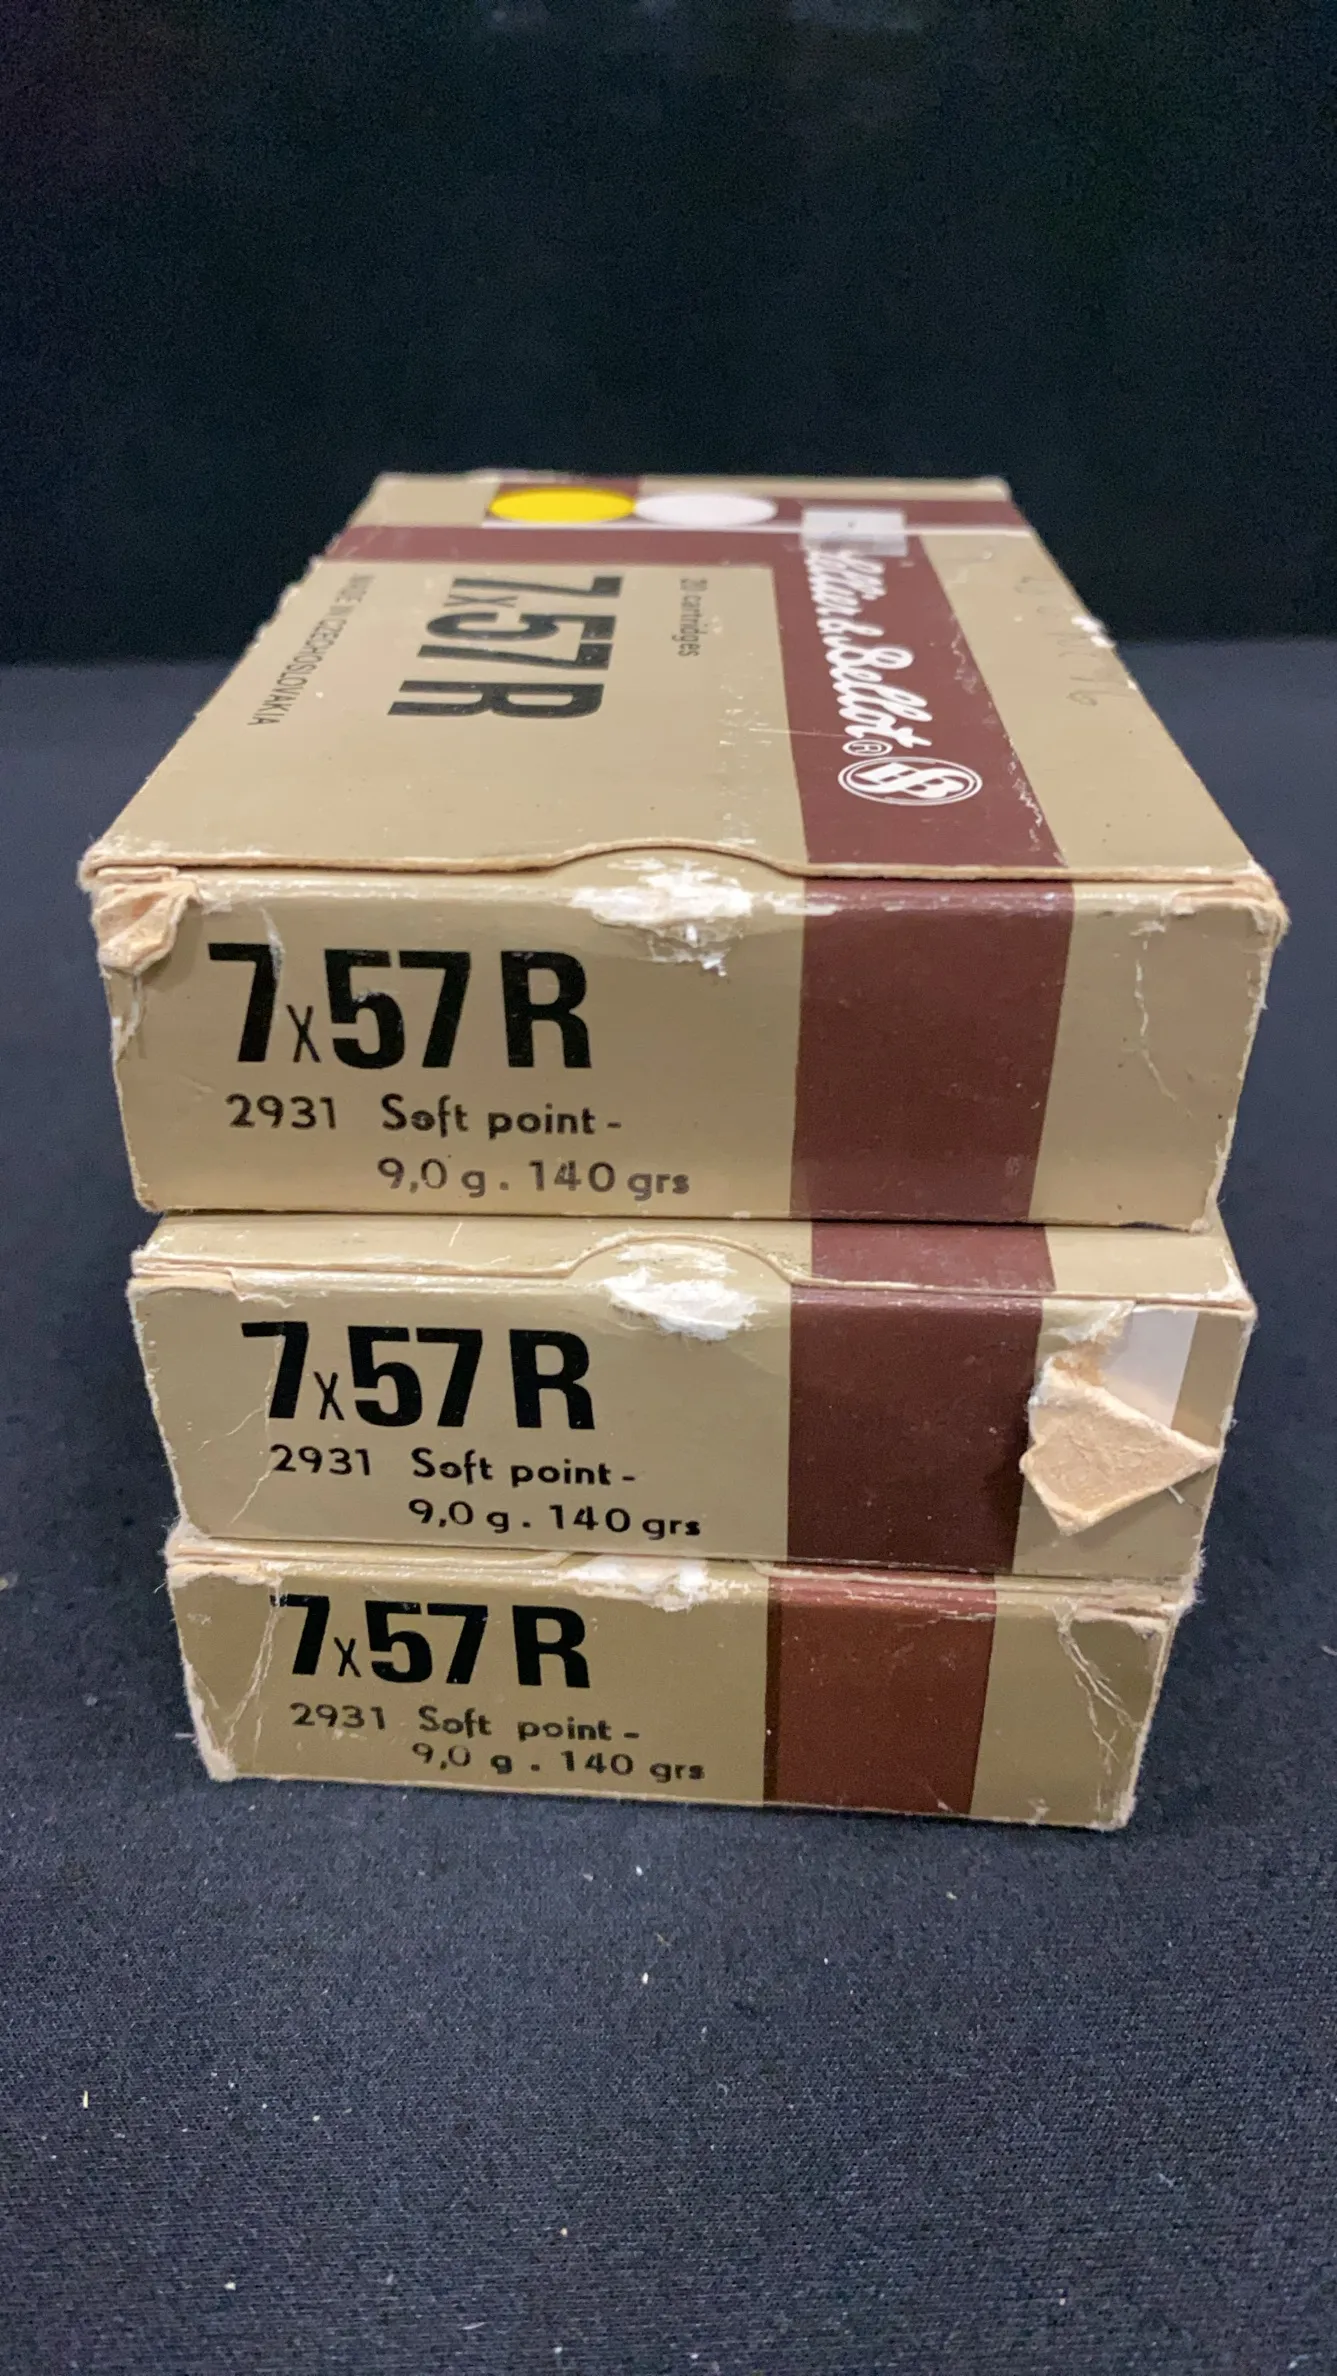 Sellier & Bellot®
20 cartridges
7x57R
MADE IN CZECHOSLOVAKIA
7x57R
2931 Soft point-
9,0 g. 140 grs
7x57R
2931 Soft point-
9,0 g. 140 grs
7x57R
2931 Soft point-
9,0 g. 140 grs